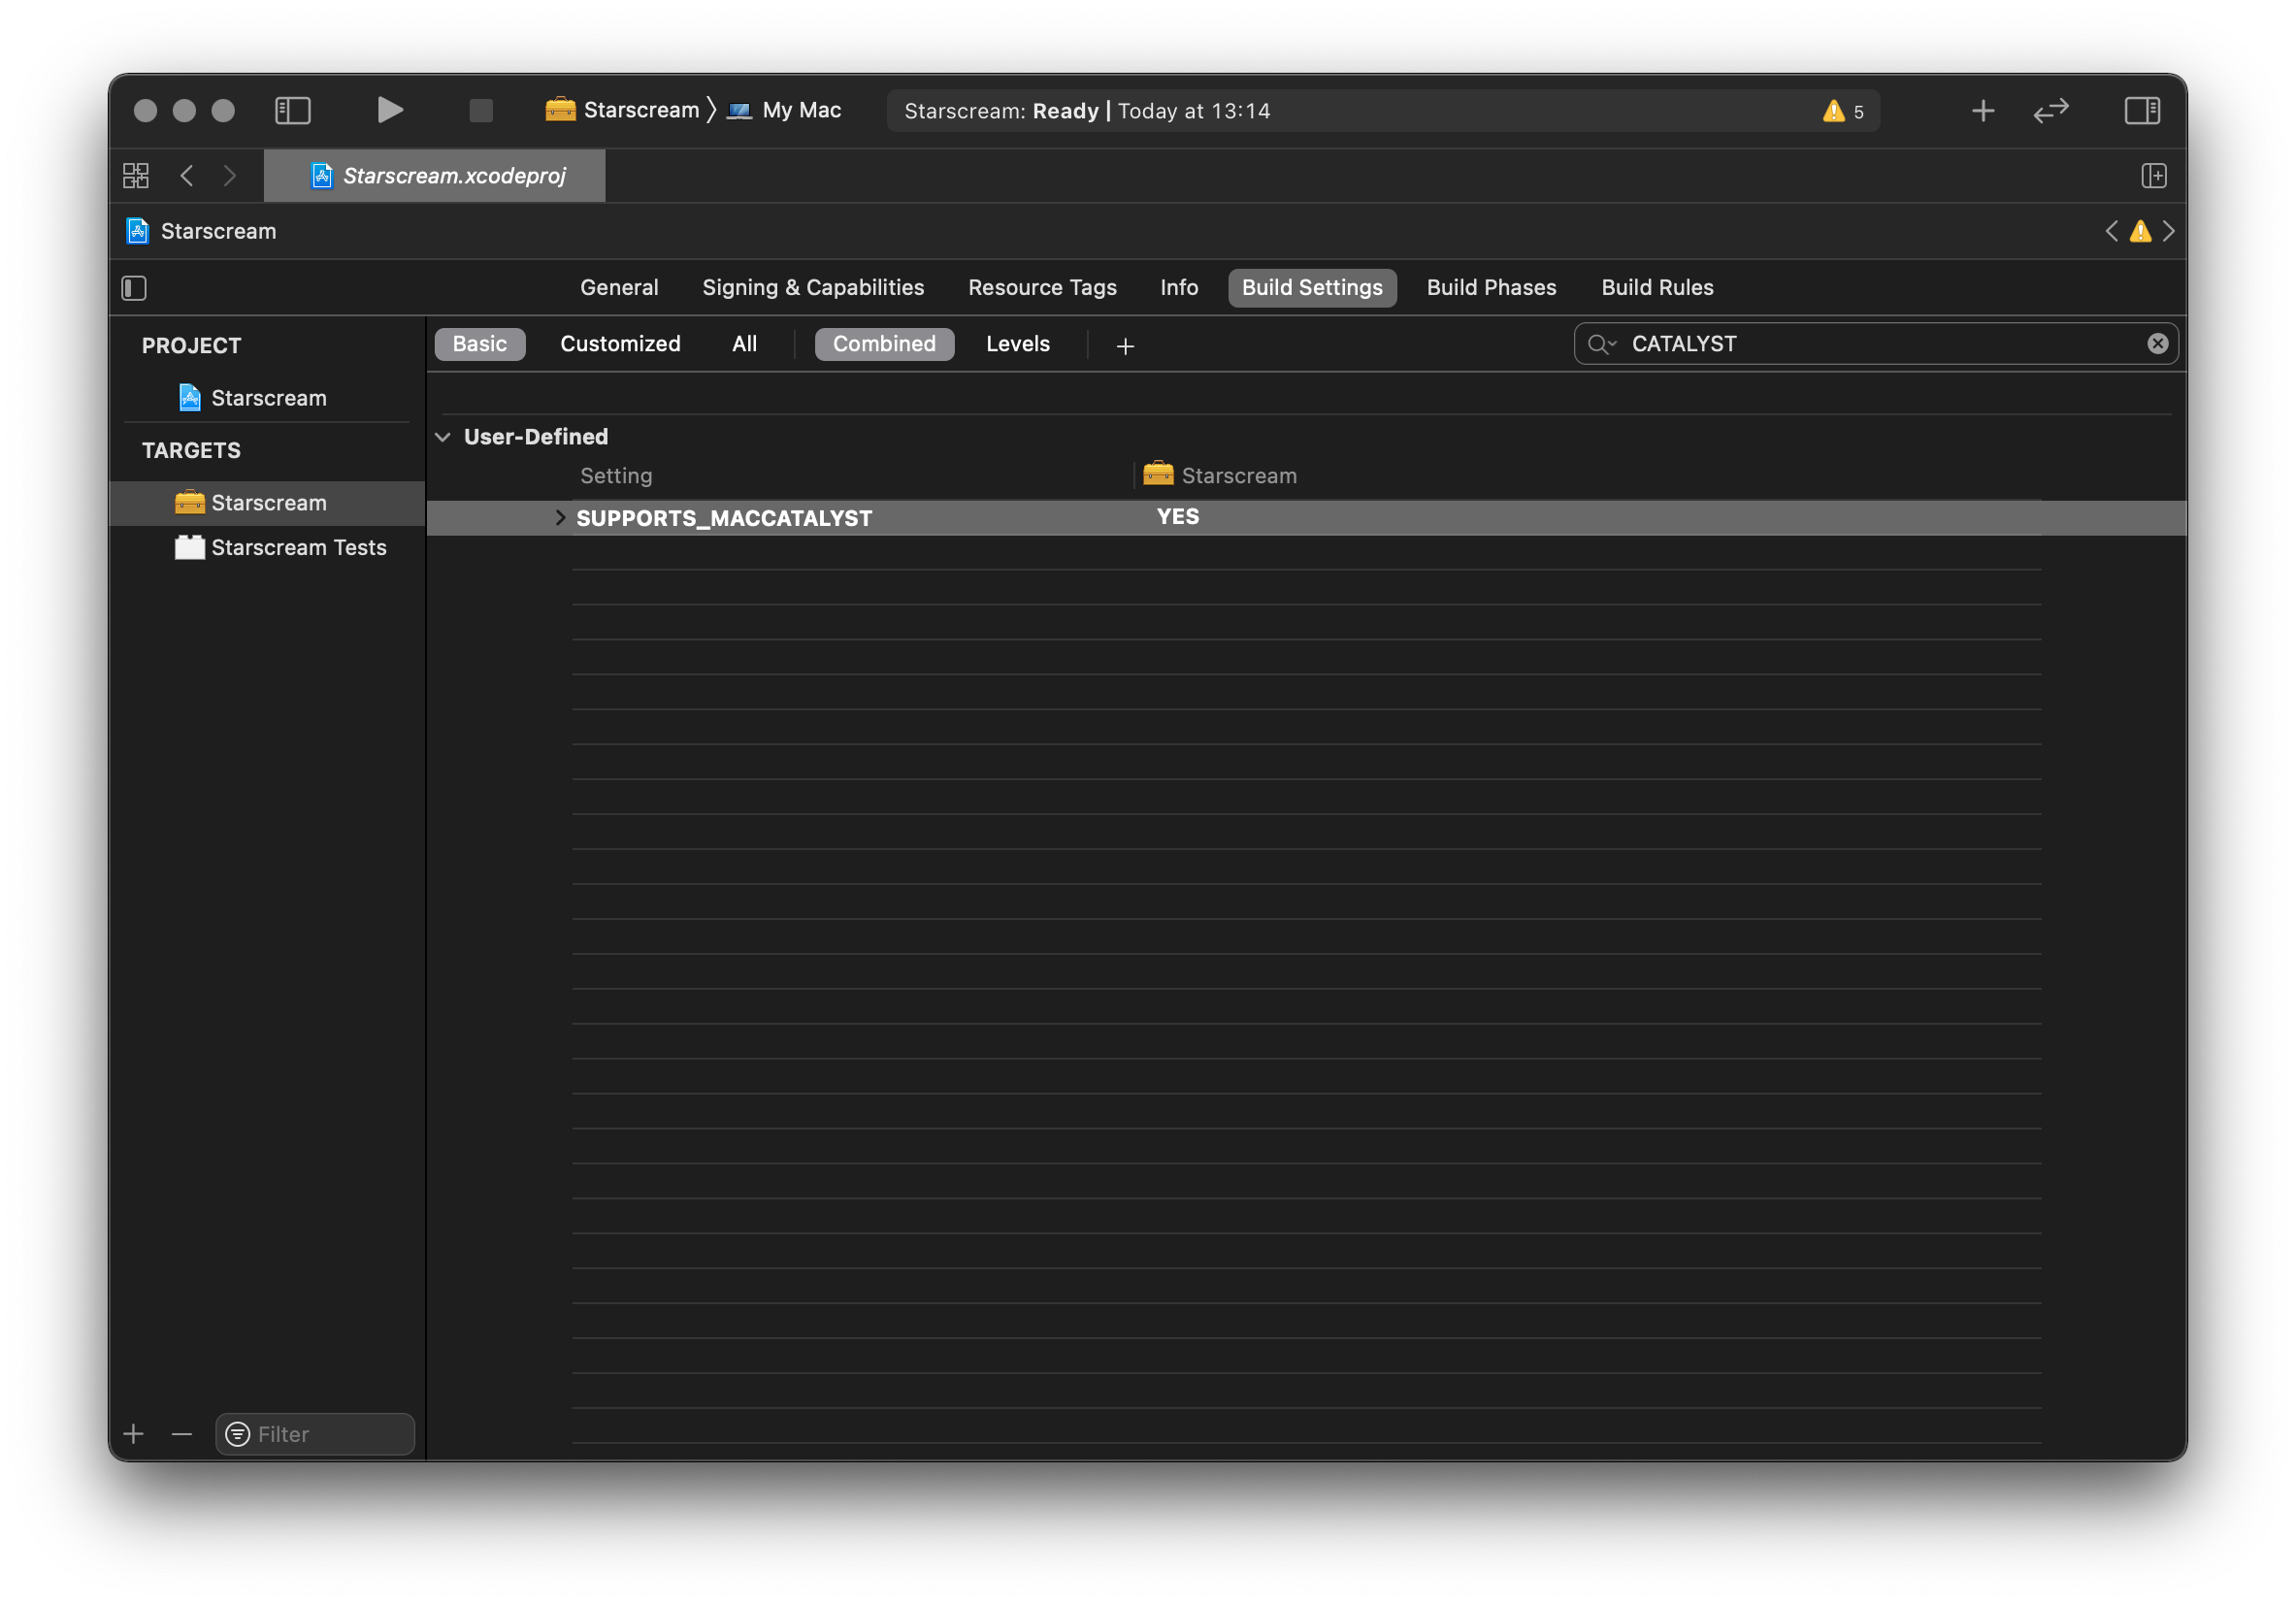 Starscream 〉 My Mac
Starscream: Ready | Today at 13:14
5
Starscream.xcodeproj
Starscream
General Signing & Capabilities Resource Tags Info Build Settings Build Phases Build Rules
PROJECT
Starscream
TARGETS
Starscream
Starscream Tests
Basic Customized All Combined Levels
CATALYST
User-Defined
Setting Starscream
SUPPORTS_MACCATALYST YES
Filter